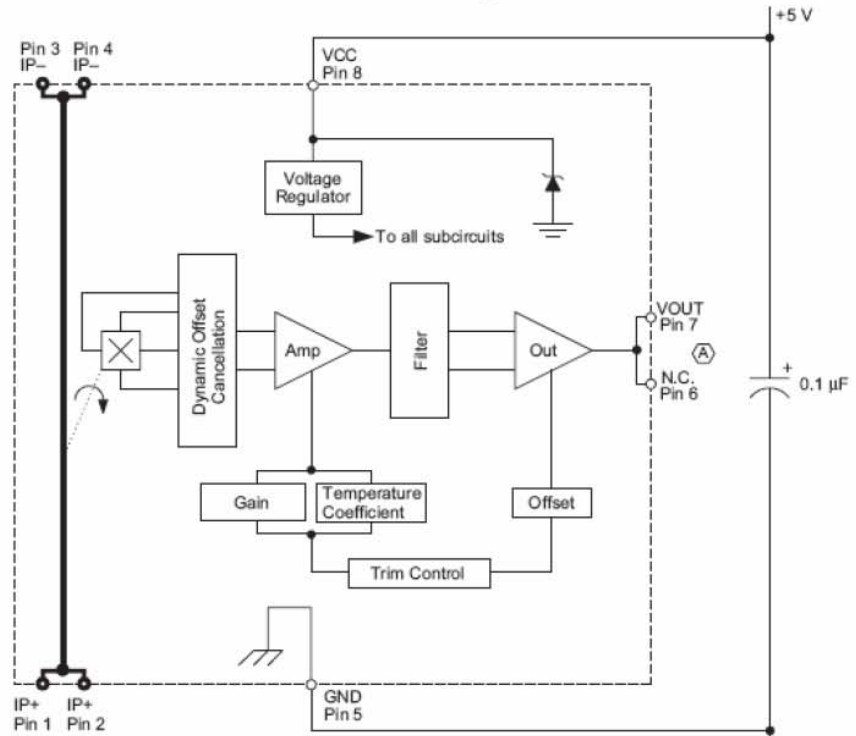 +5 V
Pin 3
IP–
Pin 4
IP–
VCC
Pin 8
Voltage
Regulator
To all subcircuits
Dynamic Offset
Cancellation
Amp
Filter
Out
VOUT
Pin 7
A
N.C.
Pin 6
+
0.1 µF
Gain
Temperature
Coefficient
Offset
Trim Control
IP+
Pin 1
IP+
Pin 2
GND
Pin 5